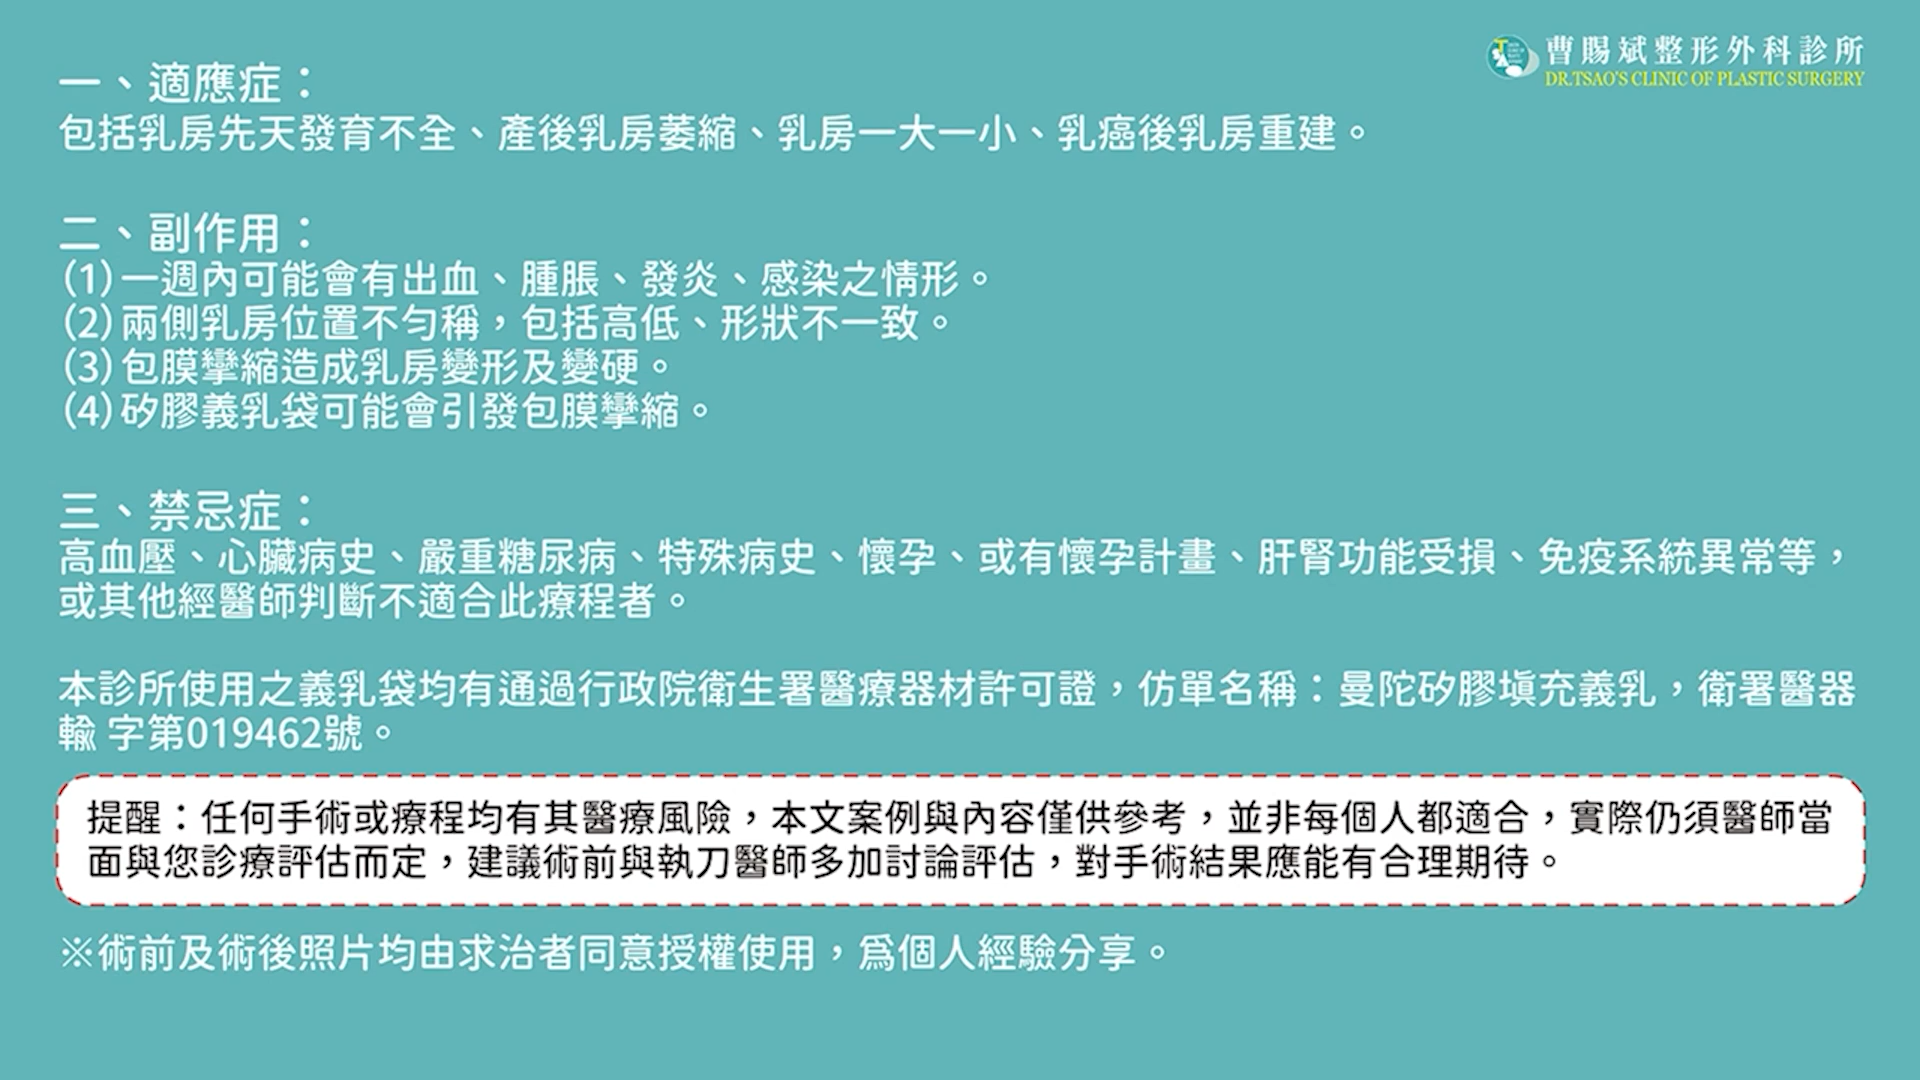 曹賜斌整形外科診所
DR.TSAO'S CLINIC OF PLASTIC SURGERY
一、適應症：
包括乳房先天發育不全、產後乳房萎縮、乳房一大一小、乳癌後乳房重建。
二、副作用：
(1)一週內可能會有出血、腫脹、發炎、感染之情形。
(2)兩側乳房位置不勻稱，包括高低、形狀不一致。
(3)包膜攣縮造成乳房變形及變硬。
(4)矽膠義乳袋可能會引發包膜攣縮。
三、禁忌症：
高血壓、心臟病史、嚴重糖尿病、特殊病史、懷孕、或有懷孕計畫、肝腎功能受損、免疫系統異常等，
或其他經醫師判斷不適合此療程者。
本診所使用之義乳袋均有通過行政院衛生署醫療器材許可證，仿單名稱：曼陀矽膠塡充義乳，衛署醫器
輸 字第019462號。
提醒：任何手術或療程均有其醫療風險，本文案例與內容僅供參考，並非每個人都適合，實際仍須醫師當
面與您診療評估而定，建議術前與執刀醫師多加討論評估，對手術結果應能有合理期待。
※術前及術後照片均由求治者同意授權使用，爲個人經驗分享。